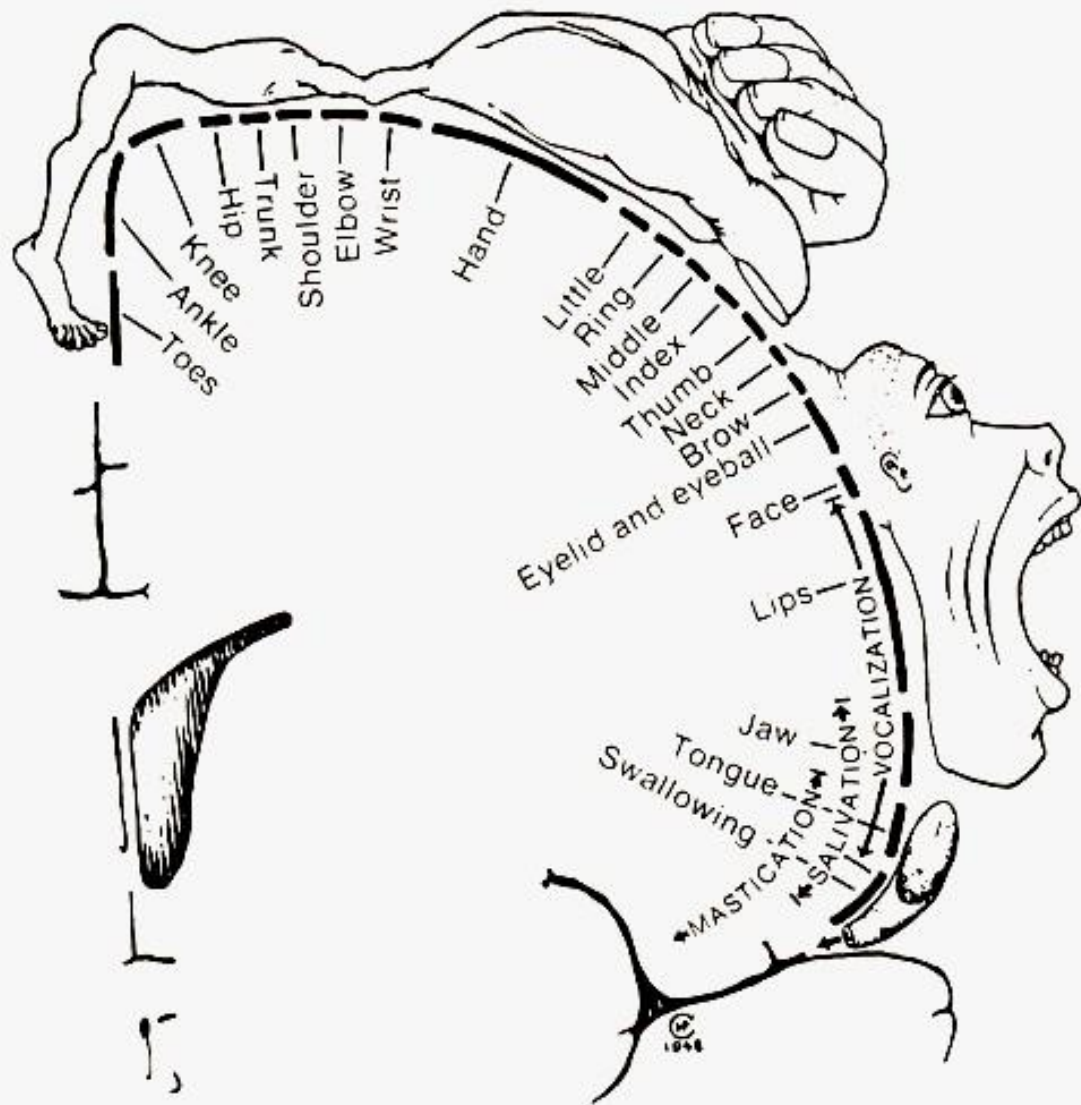 Toes
Ankle
Knee
Hip
Trunk
Shoulder
Elbow
Wrist
Hand
Little
Ring
Middle
Index
Thumb
Neck
Brow
Eyelid and eyeball
Face
Lips
Jaw
Tongue
Swallowing
VOCALIZATION
SALIVATION
MASTICATION